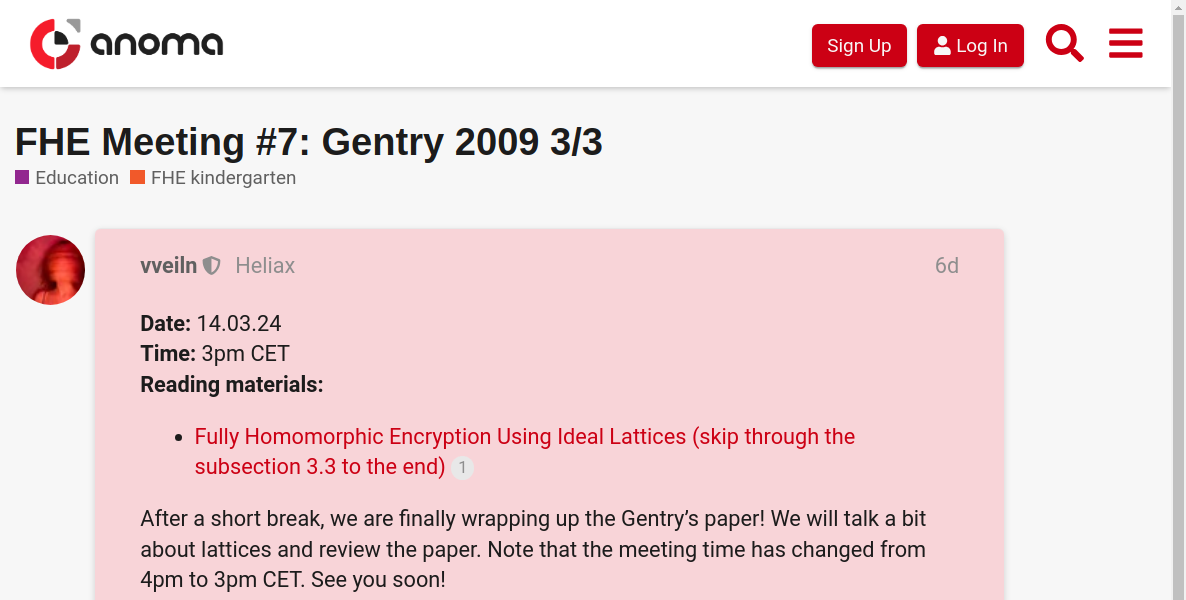 anoma
Sign Up
Log In
FHE Meeting #7: Gentry 2009 3/3
Education FHE kindergarten
vveiln Heliax 6d
Date: 14.03.24
Time: 3pm CET
Reading materials:
Fully Homomorphic Encryption Using Ideal Lattices (skip through the
subsection 3.3 to the end) 1
After a short break, we are finally wrapping up the Gentry’s paper! We will talk a bit
about lattices and review the paper. Note that the meeting time has changed from
4pm to 3pm CET. See you soon!